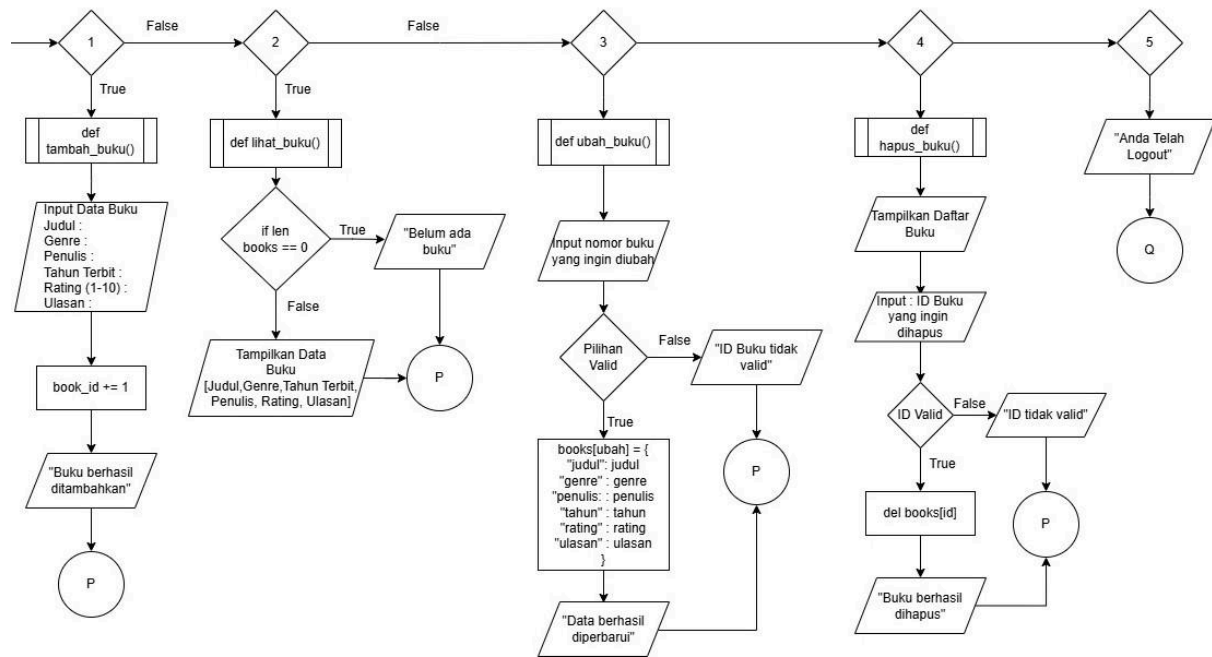 1
False
2
False
3
4
5
True
True
def
tambah_buku()
def lihat_buku()
def ubah_buku()
def
hapus_buku()
"Anda Telah
Logout"
Input Data Buku
Judul :
Genre :
Penulis :
Tahun Terbit :
Rating (1-10) :
Ulasan :
if len
books == 0
True
"Belum ada
buku"
Input nomor buku
yang ingin diubah
Tampilkan Daftar
Buku
Q
False
Input : ID Buku
yang ingin
dihapus
book_id += 1
Tampilkan Data
Buku
[Judul,Genre,Tahun Terbit,
Penulis, Rating, Ulasan]
P
Pilihan
Valid
False
"ID Buku tidak
valid"
ID Valid
False
"ID tidak valid"
True
True
"Buku berhasil
ditambahkan"
books[ubah] = {
"judul": judul
"genre" : genre
"penulis: : penulis
"tahun" : tahun
"rating" : rating
"ulasan" : ulasan
}
P
del books[id]
P
P
"Data berhasil
diperbarui"
"Buku berhasil
dihapus"